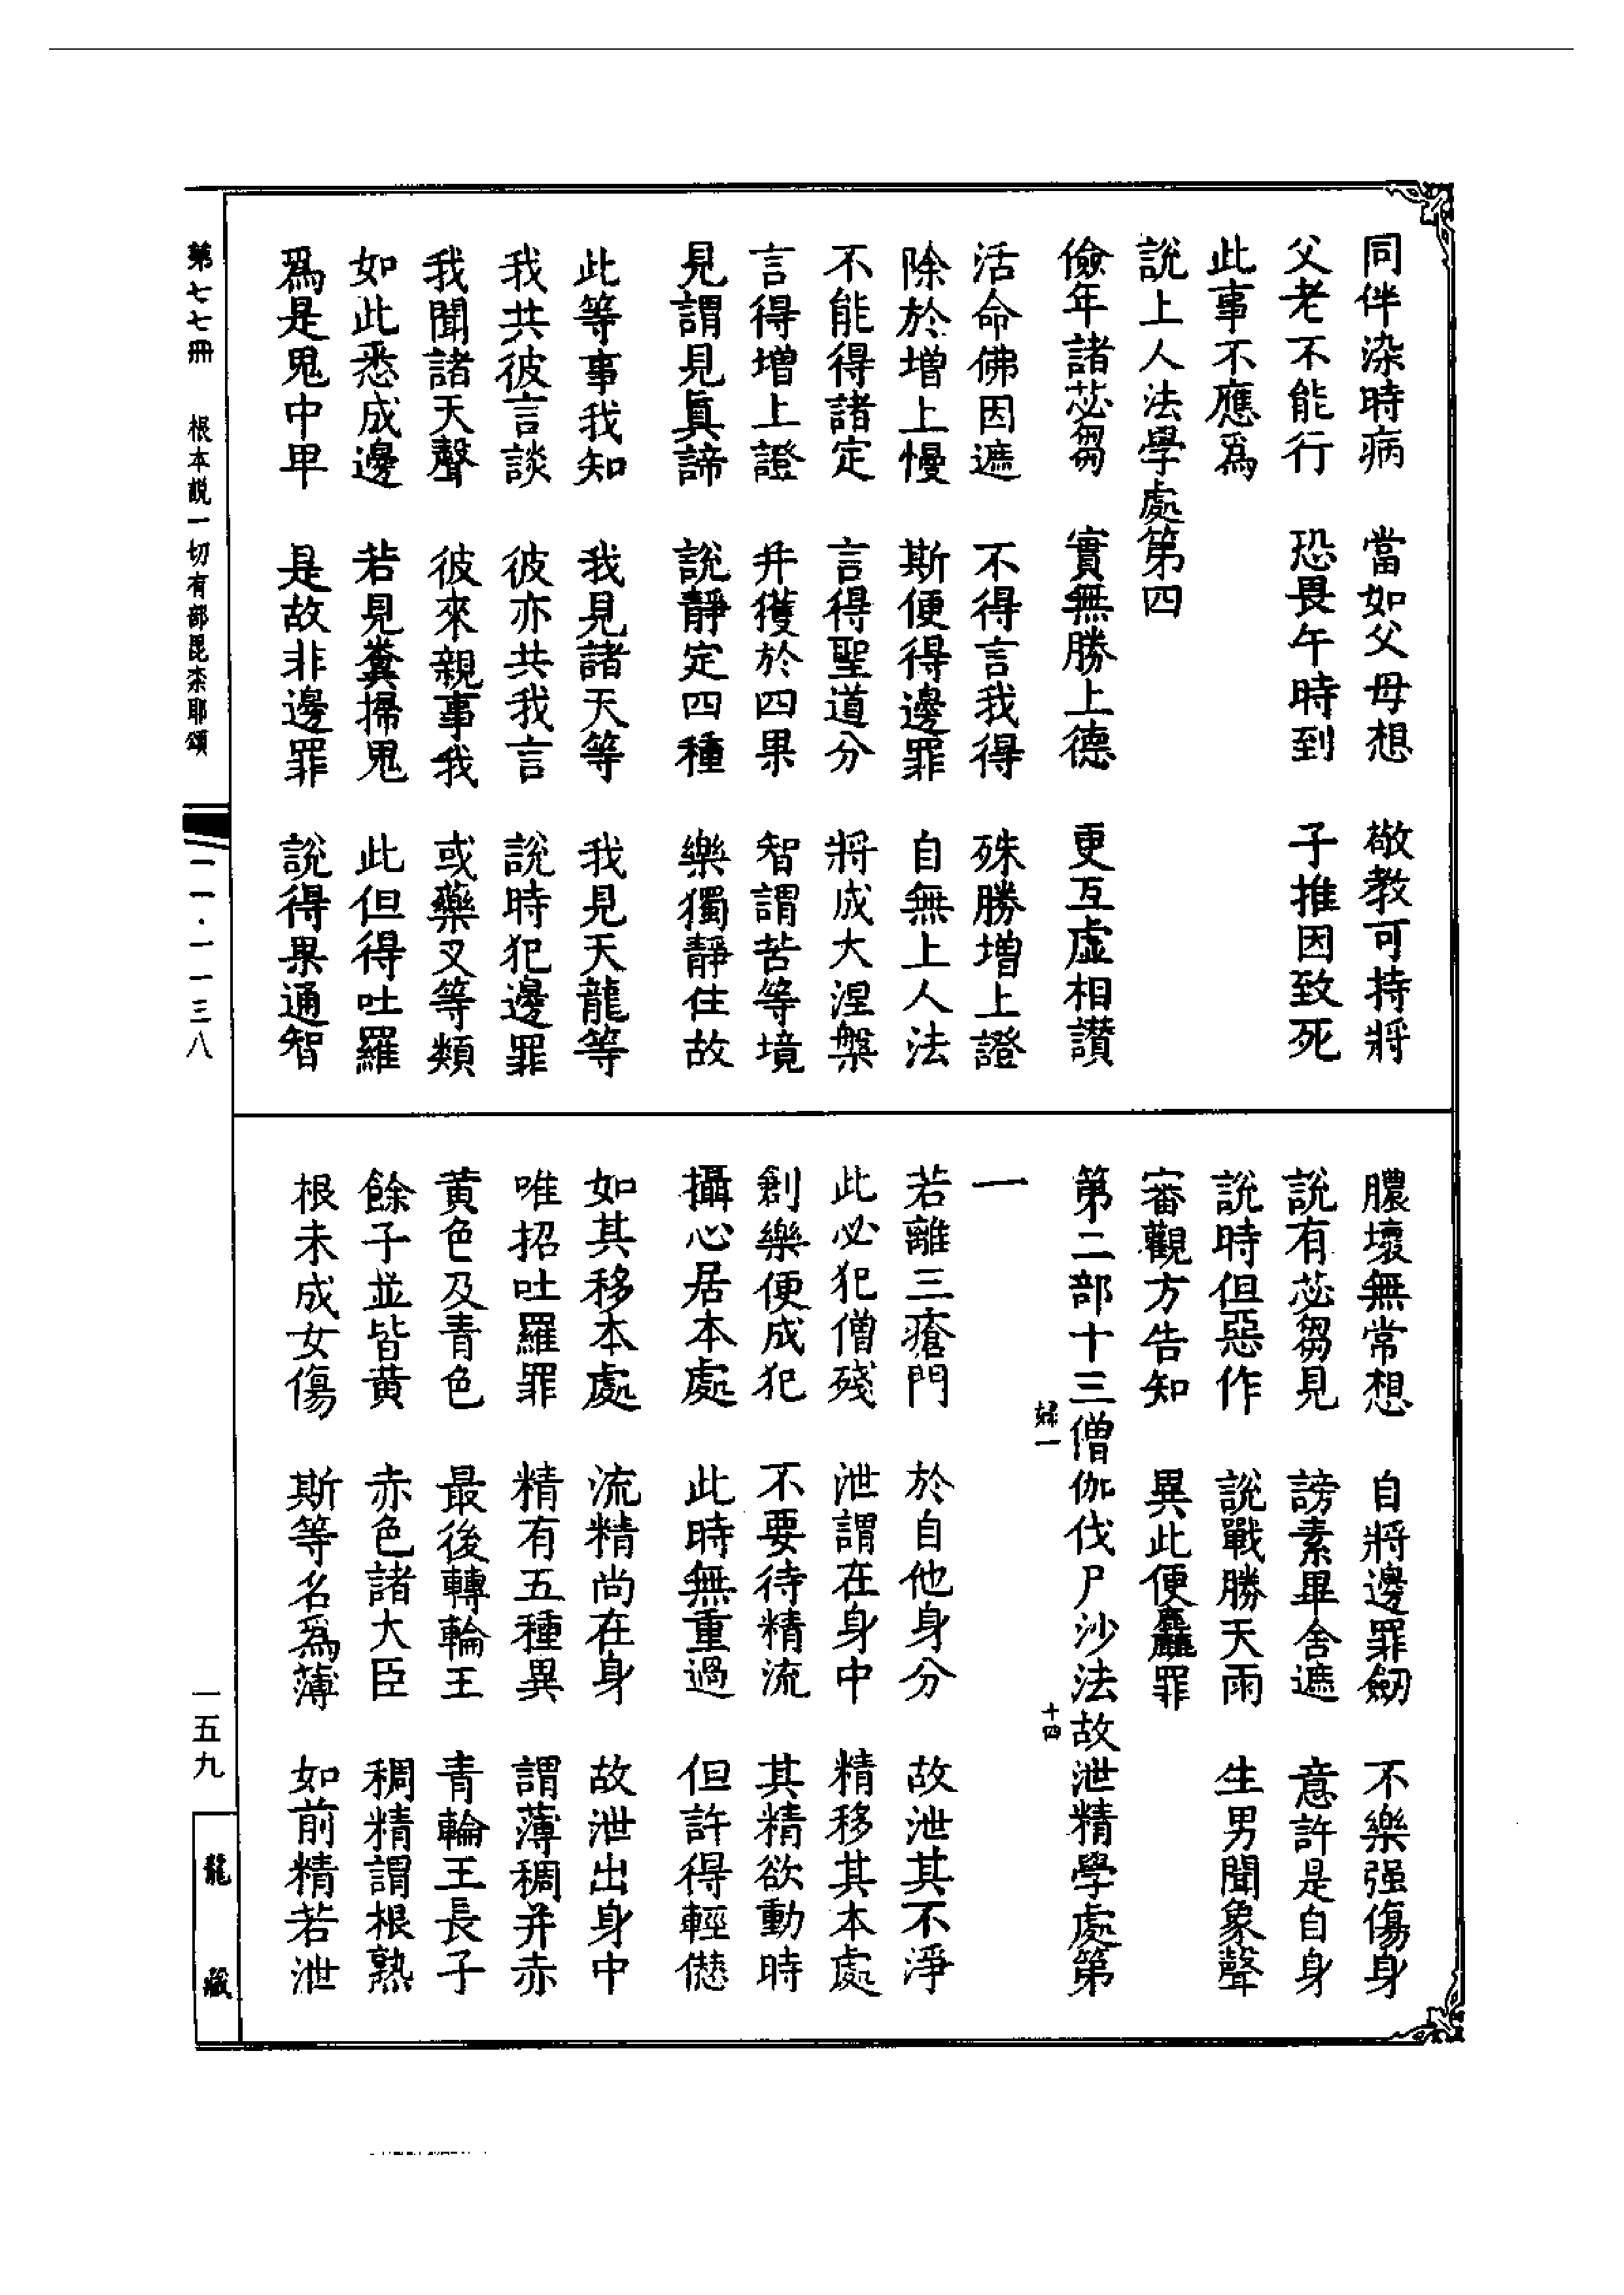 同伴染時病　當如父母想　敬教可持將
父老不能行　恐畏午時到　子推因致死
此事不應爲
說上人法學處第四
儉年諸苾芻　實無勝上德　更互虛相讚
活命佛因遮　不得言我得　殊勝增上證
除於增上慢　斯便得邊罪　自無上人法
不能得諸定　言得聖道分　將成大涅槃
言得增上證　并獲於四果　智謂苦等境
見謂見眞諦　說靜定四種　樂獨靜住故
此等事我知　我見諸天等　我見天龍等
我共彼言談　彼亦共我言　說時犯邊罪
我聞諸天聲　彼來親事我　或藥叉等類
如此悉成邊　若見糞掃鬼　此但得吐羅
爲是鬼中甲　是故非邊罪　說得果通智
膿壞無常想　自將邊罪劒　不樂强傷身
說有苾芻見　謗素畢舍遮　意許是自身
說時但惡作　說戰勝天雨　生男聞象聲
審觀方告知　異此便麤罪
第二部十三僧伽伐尸沙法故泄精學處第
婦一　十四
一
若離三瘡門　於自他身分　故泄其不淨
此必犯僧殘　泄謂在身中　精移其本處
創樂便成犯　不要待精流　其精欲動時
攝心居本處　此時無重過　但許得輕愆
如其移本處　流精尚在身　故泄出身中
唯招吐羅罪　精有五種異　謂薄稠并赤
黃色及青色　最後轉輪王　青輪王長子
餘子並皆黃　赤色諸大臣　稠精謂根熟
根未成女傷　斯等名爲薄　如前精若泄
第七七冊　根本說一切有部毘柰耶頌
二一·一一三八
一五九
龍藏